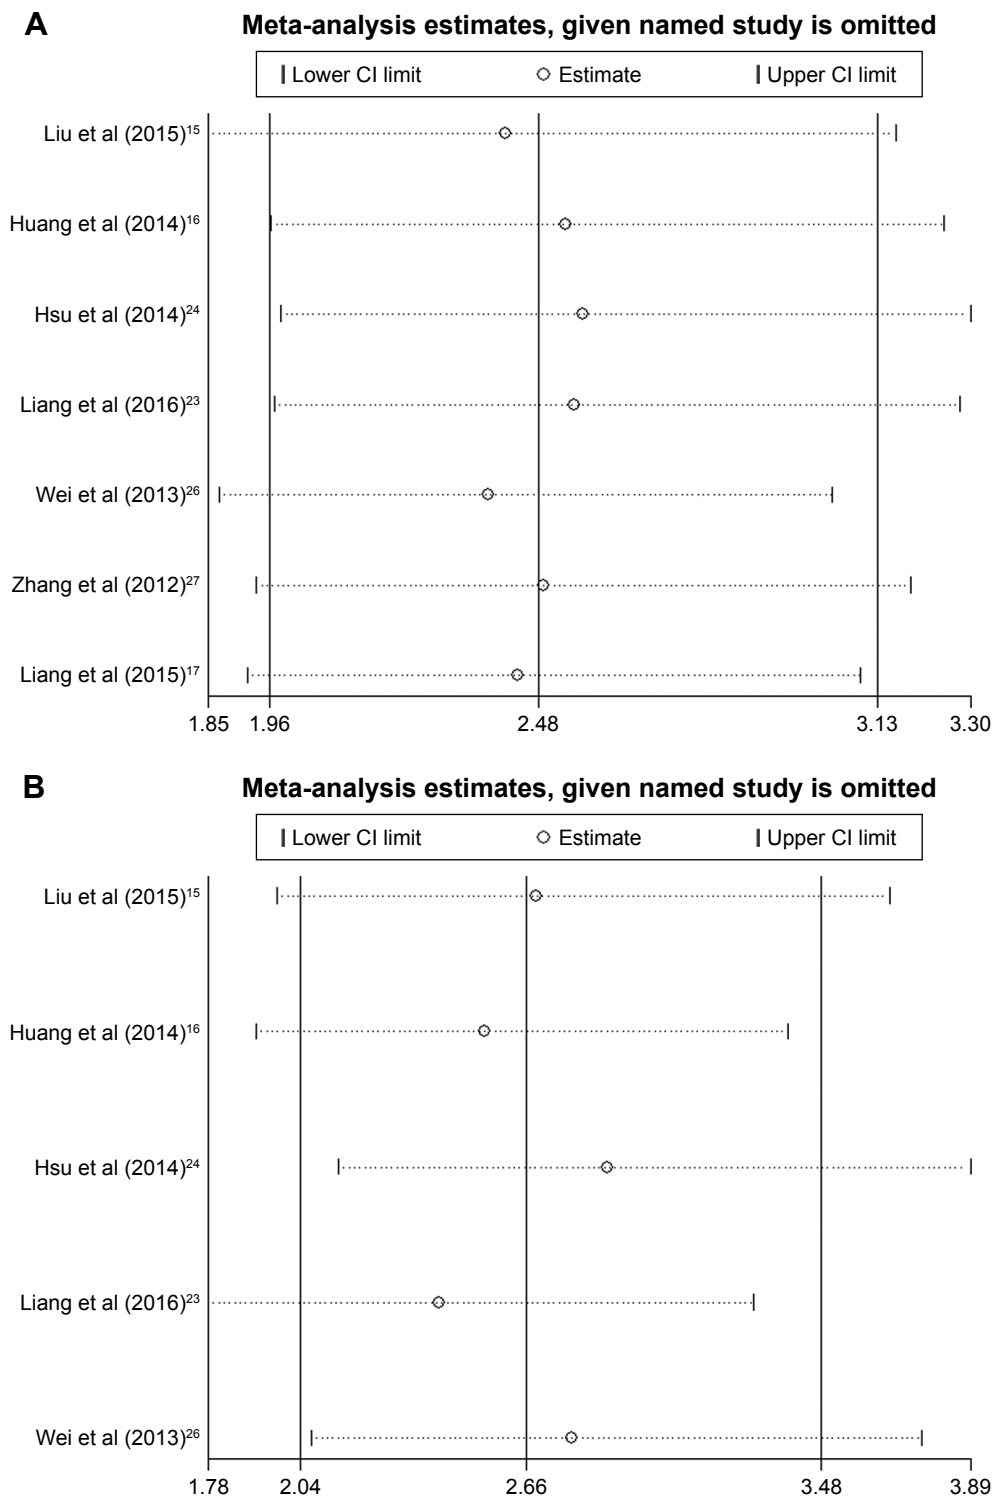 A
Meta-analysis estimates, given named study is omitted
Lower CI limit Estimate Upper CI limit
Liu et al (2015)15
Huang et al (2014)16
Hsu et al (2014)24
Liang et al (2016)23
Wei et al (2013)26
Zhang et al (2012)27
Liang et al (2015)17
1.85 1.96 2.48 3.13 3.30
B
Meta-analysis estimates, given named study is omitted
Lower CI limit Estimate Upper CI limit
Liu et al (2015)15
Huang et al (2014)16
Hsu et al (2014)24
Liang et al (2016)23
Wei et al (2013)26
1.78 2.04 2.66 3.48 3.89